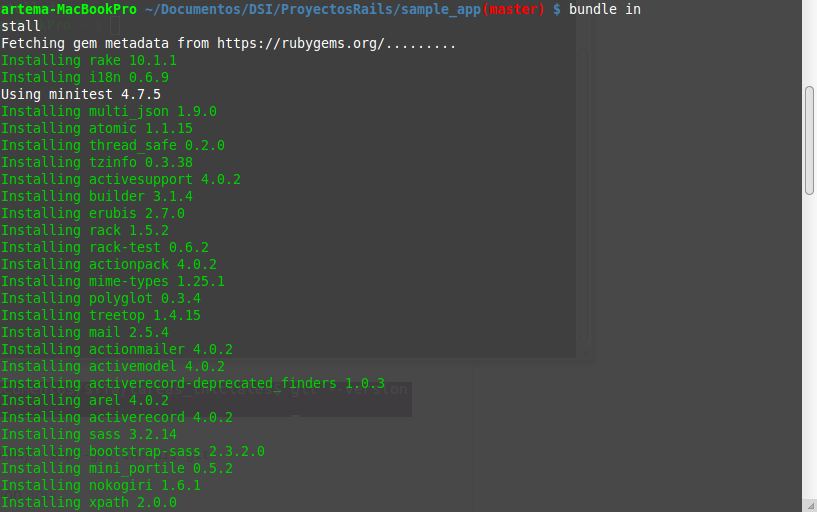 artema-MacBookPro ~/Documentos/DSI/ProyectosRails/sample_app(master) $ bundle in
stall
Fetching gem metadata from https://rubygems.org/.........
Installing rake 10.1.1
Installing i18n 0.6.9
Using minitest 4.7.5
Installing multi_json 1.9.0
Installing atomic 1.1.15
Installing thread_safe 0.2.0
Installing tzinfo 0.3.38
Installing activesupport 4.0.2
Installing builder 3.1.4
Installing erubis 2.7.0
Installing rack 1.5.2
Installing rack-test 0.6.2
Installing actionpack 4.0.2
Installing mime-types 1.25.1
Installing polyglot 0.3.4
Installing treetop 1.4.15
Installing mail 2.5.4
Installing actionmailer 4.0.2
Installing activemodel 4.0.2
Installing activerecord-deprecated_finders 1.0.3
Installing arel 4.0.2
Installing activerecord 4.0.2
Installing sass 3.2.14
Installing bootstrap-sass 2.3.2.0
Installing mini_portile 0.5.2
Installing nokogiri 1.6.1
Installing xpath 2.0.0